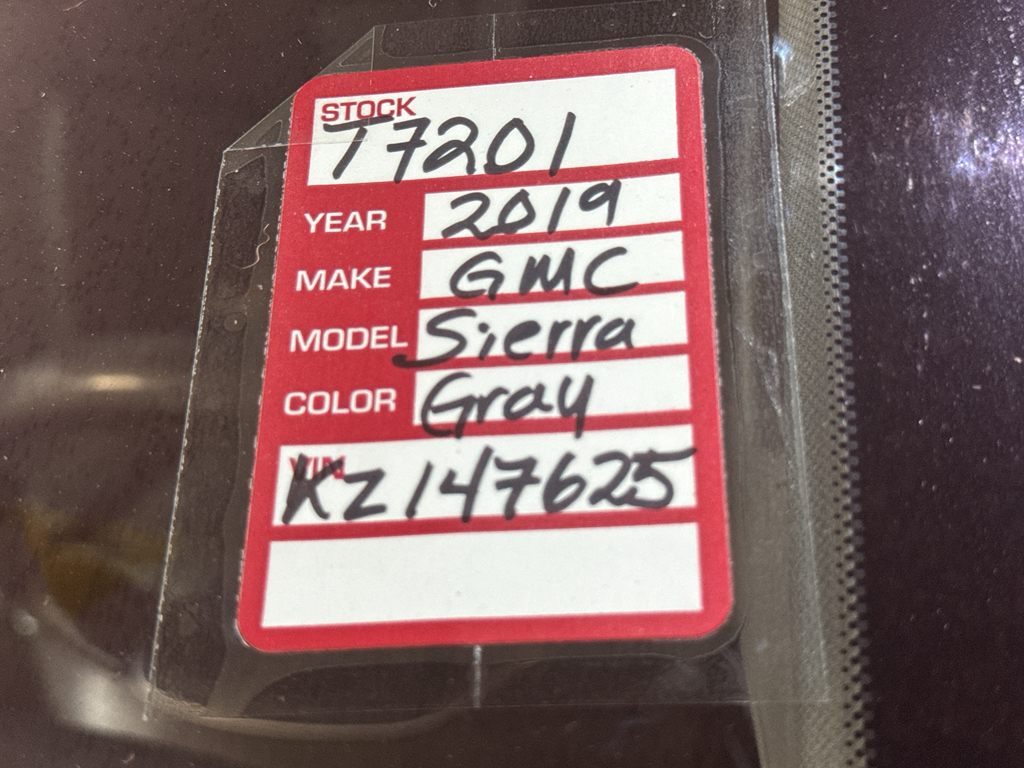 STOCK
T7201
YEAR 2019
MAKE GMC
MODEL Sierra
COLOR Gray
VIN
KZ147625